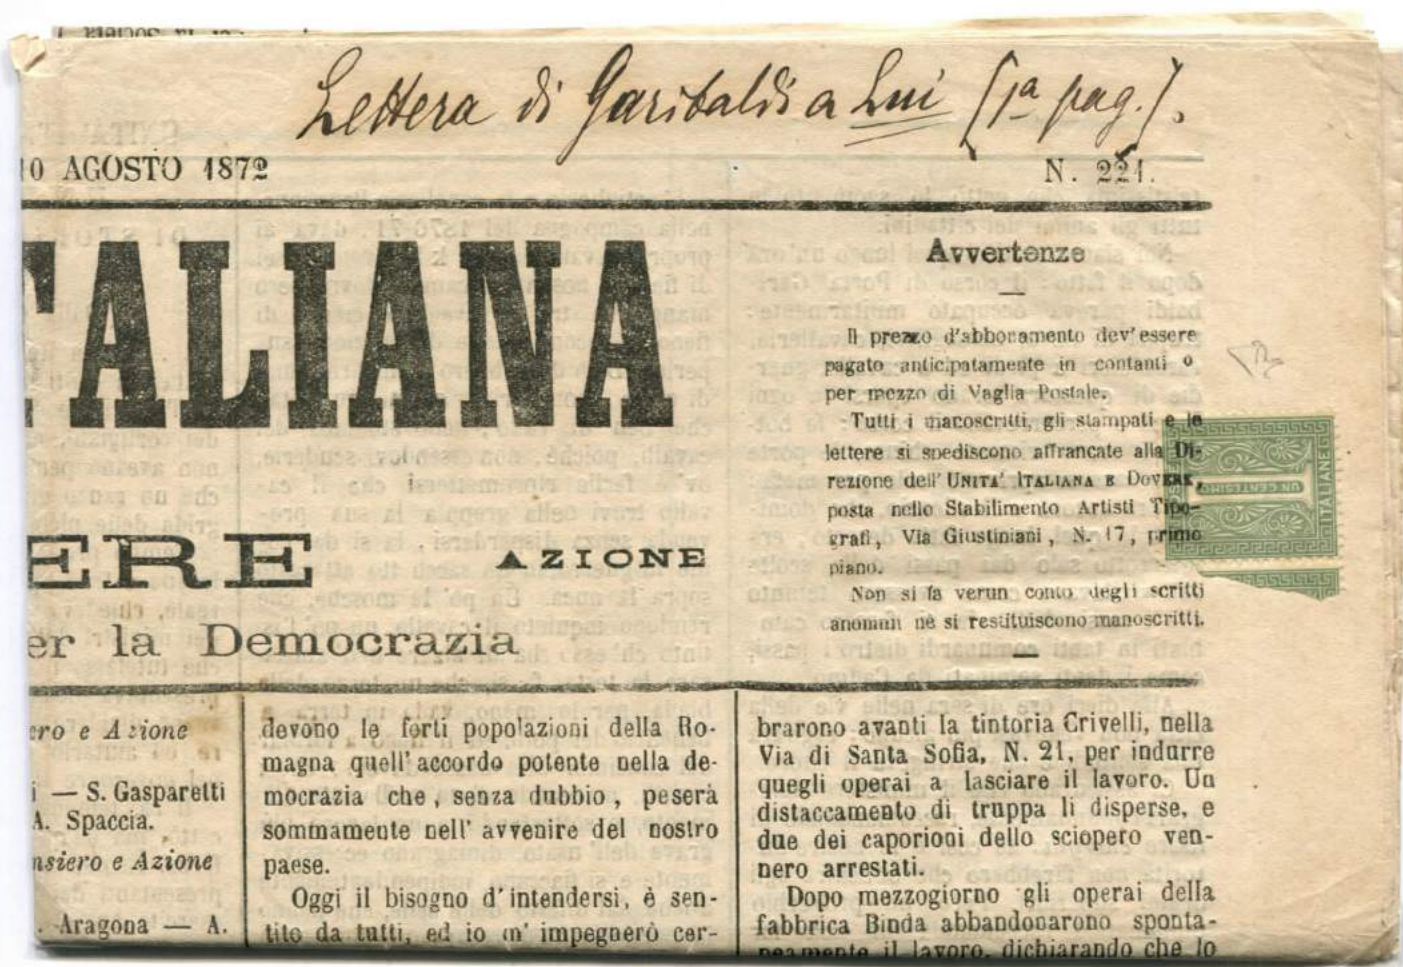 Lettera di Garibaldi a Lui (1ª pag.).
10 AGOSTO 1872
N. 221.
TALIANA
ERE
AZIONE
er la Democrazia
Avvertenze
Il prezzo d'abbonamento dev'essere
pagato anticipatamente in contanti o
per mezzo di Vaglia Postale.
Tutti i manoscritti, gli stampati e le
lettere si spediscono affrancate alla Di-
rezione dell' UNITA' ITALIANA E DOVERE,
posta nello Stabilimento Artisti Tipo-
grafi, Via Giustiniani, N. 17, primo
piano.
Non si fa verun conto degli scritti
anonimi nè si restituiscono manoscritti.
UN CENTESIMO
ITALIANE
ero e Azione
i — S. Gasparetti
A. Spaccia.
nsiero e Azione
. Aragona — A.
devono le forti popolazioni della Ro-
magna quell'accordo potente nella de-
mocrazia che, senza dubbio, peserà
sommamente nell' avvenire del nostro
paese.
Oggi il bisogno d'intendersi, è sen-
tito da tutti, ed io m' impegnerò cer-
brarono avanti la tintoria Crivelli, nella
Via di Santa Sofia, N. 21, per indurre
quegli operai a lasciare il lavoro. Un
distaccamento di truppa li disperse, e
due dei caporioni dello sciopero ven-
nero arrestati.
Dopo mezzogiorno gli operai della
fabbrica Binda abbandonarono sponta-
neamente il lavoro, dichiarando che lo